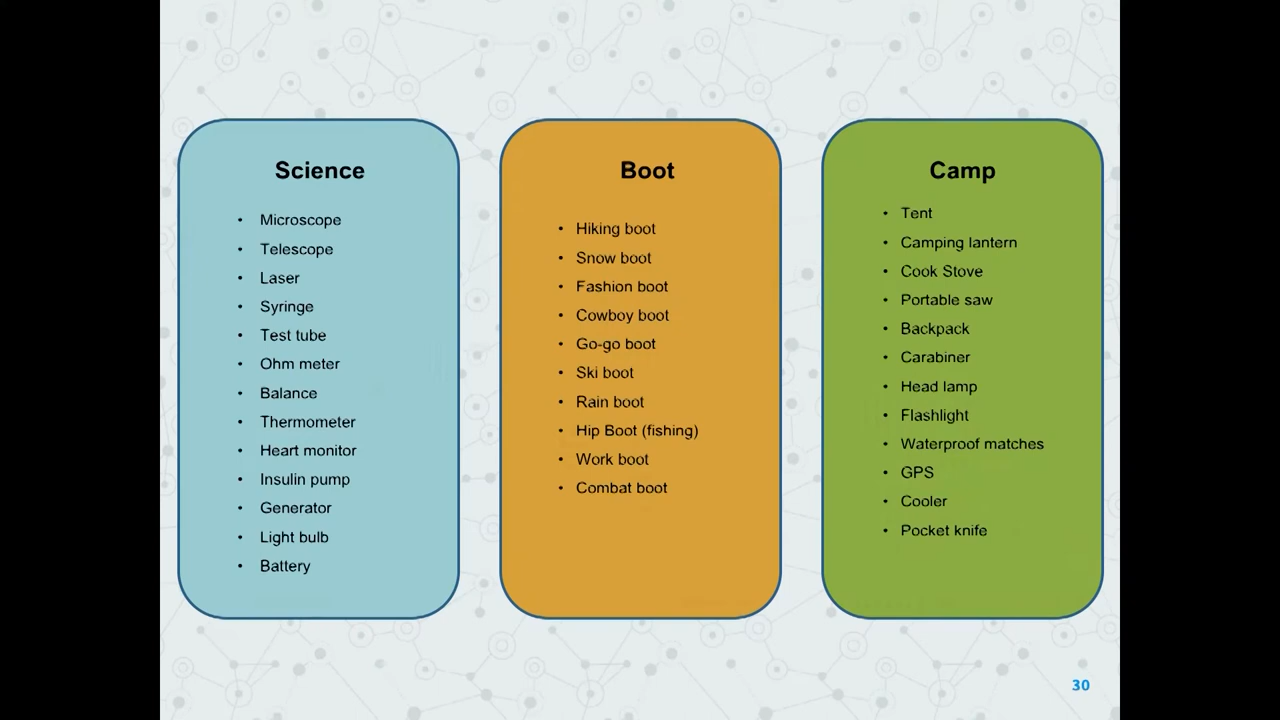 Science
• Microscope
• Telescope
• Laser
• Syringe
• Test tube
• Ohm meter
• Balance
• Thermometer
• Heart monitor
• Insulin pump
• Generator
• Light bulb
• Battery
Boot
• Hiking boot
• Snow boot
• Fashion boot
• Cowboy boot
• Go-go boot
• Ski boot
• Rain boot
• Hip Boot (fishing)
• Work boot
• Combat boot
Camp
• Tent
• Camping lantern
• Cook Stove
• Portable saw
• Backpack
• Carabiner
• Head lamp
• Flashlight
• Waterproof matches
• GPS
• Cooler
• Pocket knife
30